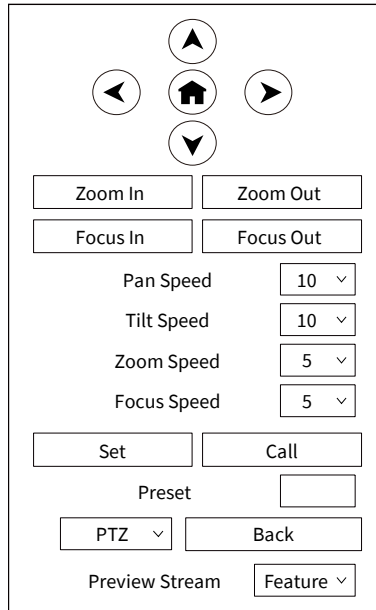 Zoom In Zoom Out
Focus In Focus Out
Pan Speed 10
Tilt Speed 10
Zoom Speed 5
Focus Speed 5
Set Call
Preset
PTZ Back
Preview Stream Feature